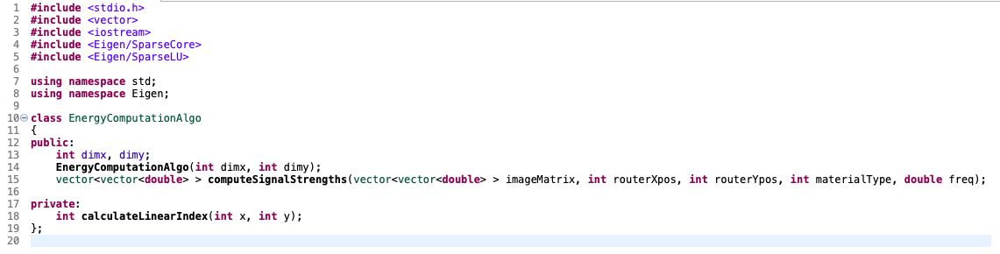 1 #include <stdio.h>
2 #include <vector>
3 #include <iostream>
4 #include <Eigen/SparseCore>
5 #include <Eigen/SparseLU>
6
7 using namespace std;
8 using namespace Eigen;
9
10 class EnergyComputationAlgo
11 {
12 public:
13     int dimx, dimy;
14     EnergyComputationAlgo(int dimx, int dimy);
15     vector<vector<double> > computeSignalStrengths(vector<vector<double> > imageMatrix, int routerXpos, int routerYpos, int materialType, double freq);
16
17 private:
18     int calculateLinearIndex(int x, int y);
19 };
20